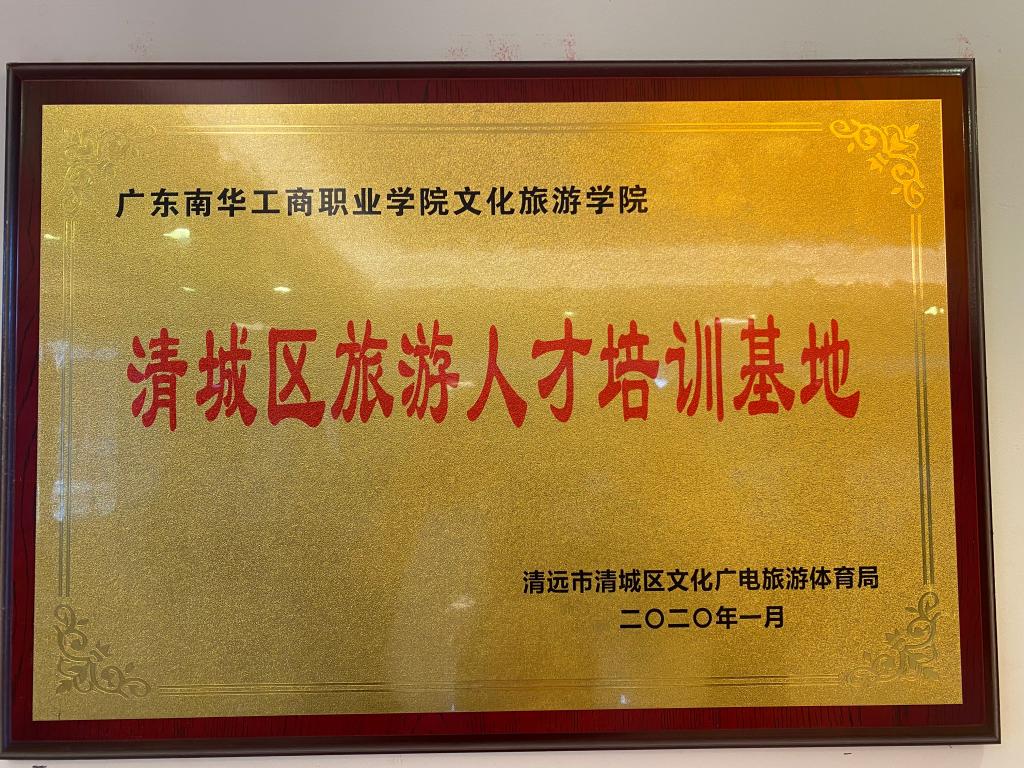 广东南华工商职业学院文化旅游学院
清城区旅游人才培训基地
清远市清城区文化广电旅游体育局
二〇二〇年一月